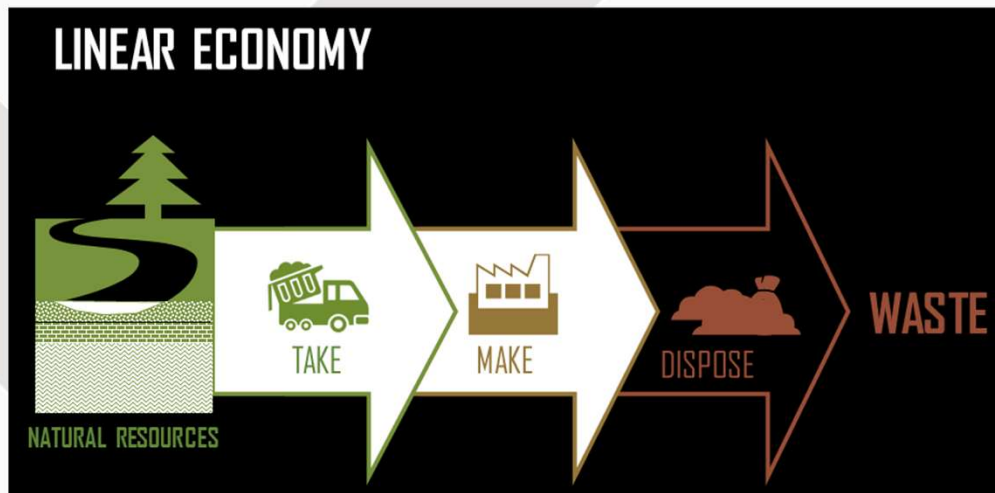 LINEAR ECONOMY
TAKE
MAKE
DISPOSE
WASTE
NATURAL RESOURCES